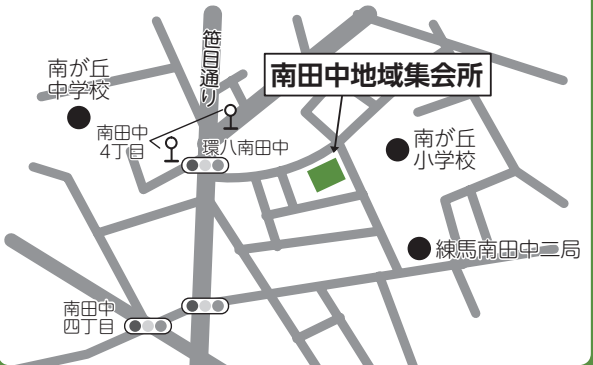 笹目通り
南が丘
中学校
南田中地域集会所
南田中
4丁目
環八南田中
南が丘
小学校
練馬南田中二局
南田中
四丁目